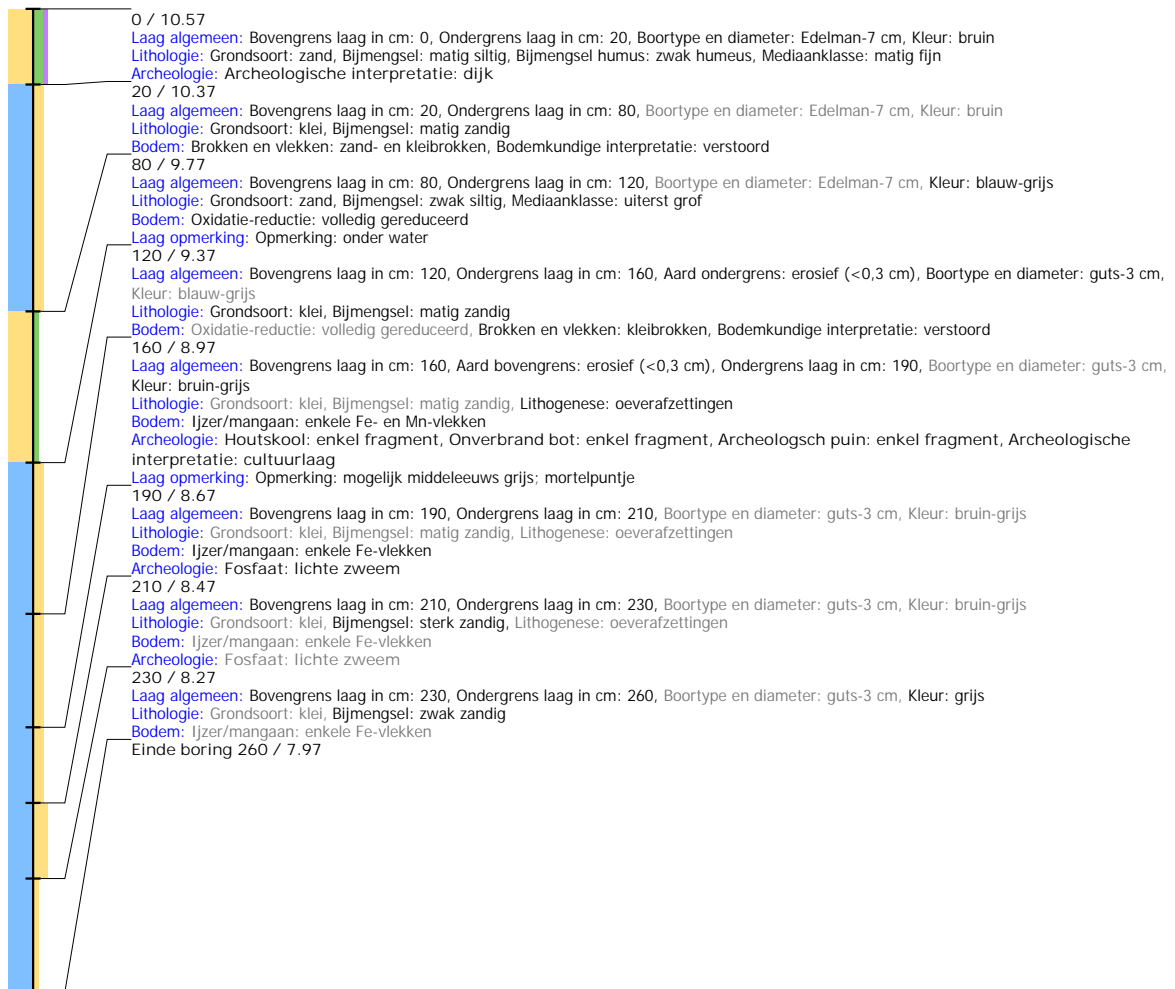 0 / 10.57
Laag algemeen: Bovengrens laag in cm: 0, Ondergrens laag in cm: 20, Boortype en diameter: Edelman-7 cm, Kleur: bruin
Lithologie: Grondsoort: zand, Bijmengsel: matig siltig, Bijmengsel humus: zwak humeus, Mediaanklasse: matig fijn
Archeologie: Archeologische interpretatie: dijk
20 / 10.37
Laag algemeen: Bovengrens laag in cm: 20, Ondergrens laag in cm: 80, Boortype en diameter: Edelman-7 cm, Kleur: bruin
Lithologie: Grondsoort: klei, Bijmengsel: matig zandig
Bodem: Brokken en vlekken: zand- en kleibrokken, Bodemkundige interpretatie: verstoord
80 / 9.77
Laag algemeen: Bovengrens laag in cm: 80, Ondergrens laag in cm: 120, Boortype en diameter: Edelman-7 cm, Kleur: blauw-grijs
Lithologie: Grondsoort: zand, Bijmengsel: zwak siltig, Mediaanklasse: uiterst grof
Bodem: Oxidatie-reductie: volledig gereduceerd
Laag opmerking: Opmerking: onder water
120 / 9.37
Laag algemeen: Bovengrens laag in cm: 120, Ondergrens laag in cm: 160, Aard ondergrens: erosief (<0,3 cm), Boortype en diameter: guts-3 cm,
Kleur: blauw-grijs
Lithologie: Grondsoort: klei, Bijmengsel: matig zandig
Bodem: Oxidatie-reductie: volledig gereduceerd, Brokken en vlekken: kleibrokken, Bodemkundige interpretatie: verstoord
160 / 8.97
Laag algemeen: Bovengrens laag in cm: 160, Aard bovengrens: erosief (<0,3 cm), Ondergrens laag in cm: 190, Boortype en diameter: guts-3 cm,
Kleur: bruin-grijs
Lithologie: Grondsoort: klei, Bijmengsel: matig zandig, Lithogenese: oeverafzettingen
Bodem: Ijzer/mangaan: enkele Fe- en Mn-vlekken
Archeologie: Houtskool: enkel fragment, Onverbrand bot: enkel fragment, Archeologsch puin: enkel fragment, Archeologische
interpretatie: cultuurlaag
Laag opmerking: Opmerking: mogelijk middeleeuws grijs; mortelpuntje
190 / 8.67
Laag algemeen: Bovengrens laag in cm: 190, Ondergrens laag in cm: 210, Boortype en diameter: guts-3 cm, Kleur: bruin-grijs
Lithologie: Grondsoort: klei, Bijmengsel: matig zandig, Lithogenese: oeverafzettingen
Bodem: Ijzer/mangaan: enkele Fe-vlekken
Archeologie: Fosfaat: lichte zweem
210 / 8.47
Laag algemeen: Bovengrens laag in cm: 210, Ondergrens laag in cm: 230, Boortype en diameter: guts-3 cm, Kleur: bruin-grijs
Lithologie: Grondsoort: klei, Bijmengsel: sterk zandig, Lithogenese: oeverafzettingen
Bodem: Ijzer/mangaan: enkele Fe-vlekken
Archeologie: Fosfaat: lichte zweem
230 / 8.27
Laag algemeen: Bovengrens laag in cm: 230, Ondergrens laag in cm: 260, Boortype en diameter: guts-3 cm, Kleur: grijs
Lithologie: Grondsoort: klei, Bijmengsel: zwak zandig
Bodem: Ijzer/mangaan: enkele Fe-vlekken
Einde boring 260 / 7.97